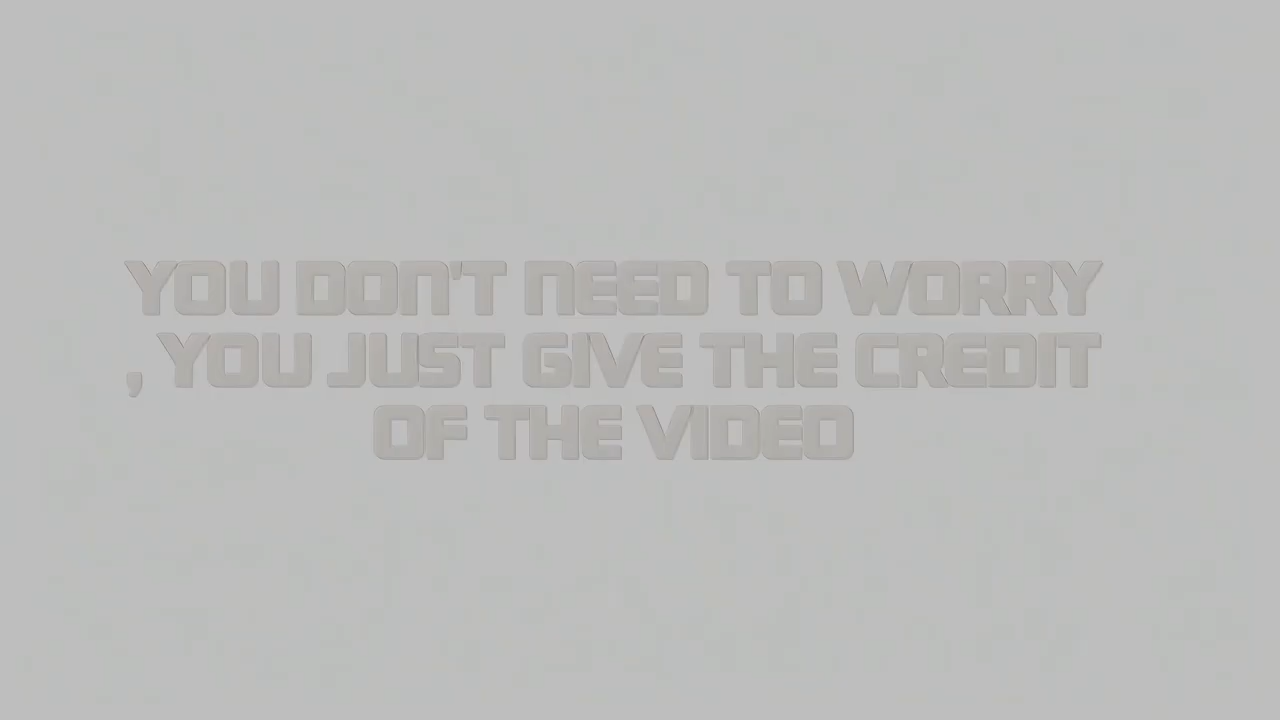 YOU DON'T NEED TO WORRY
, YOU JUST GIVE THE CREDIT
OF THE VIDEO